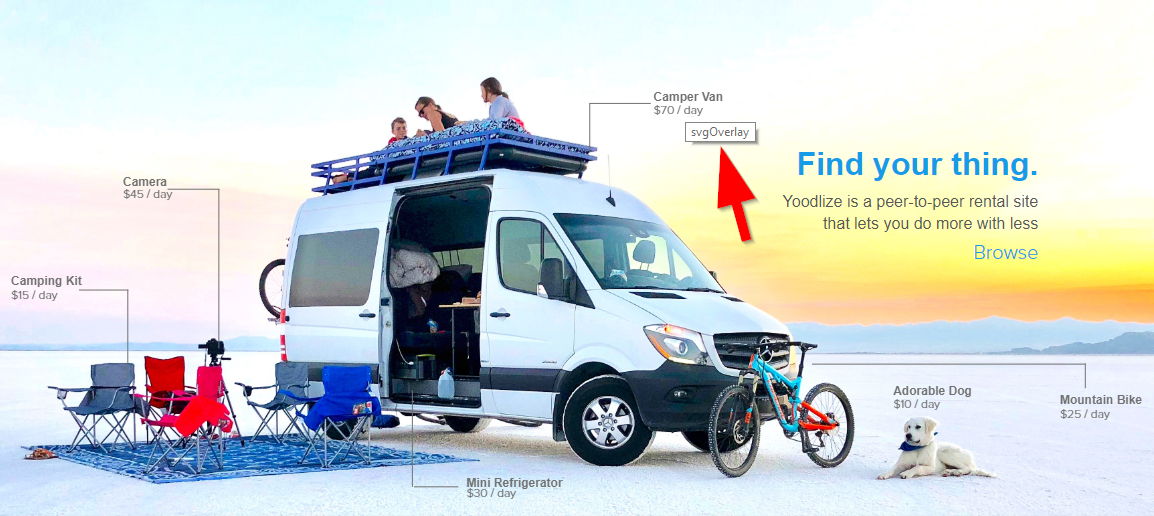 Camper Van
$70 / day
svgOverlay
Find your thing.
Yoodlize is a peer-to-peer rental site
that lets you do more with less
Browse
Camera
$45 / day
Camping Kit
$15 / day
Adorable Dog
$10 / day
Mountain Bike
$25 / day
Mini Refrigerator
$30 / day